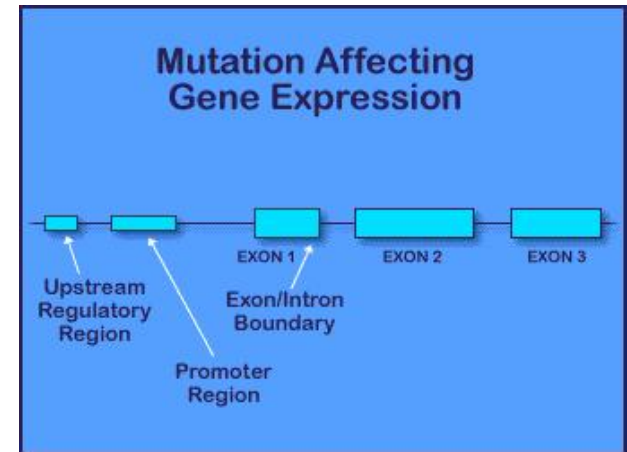 Mutation Affecting
Gene Expression
EXON 1
EXON 2
EXON 3
Upstream
Regulatory
Region
Exon/Intron
Boundary
Promoter
Region